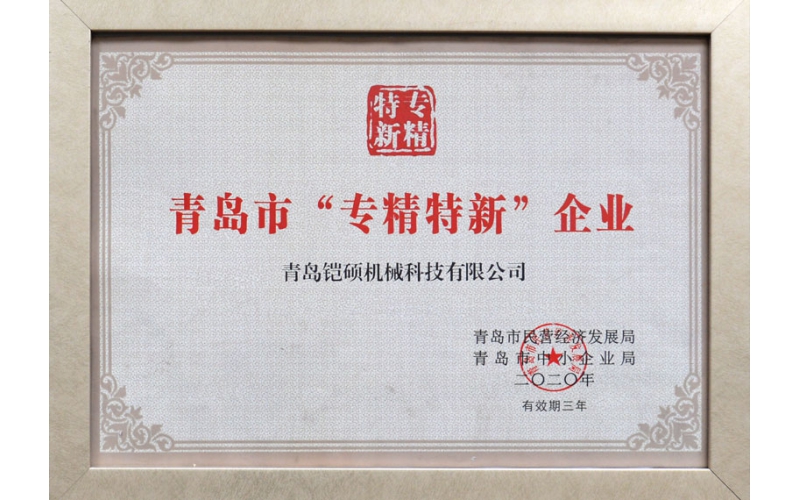 专精
特新
青岛市“专精特新”企业
青岛铠硕机械科技有限公司
青岛市民营经济发展局
青岛市中小企业局
二〇二〇年
有效期三年